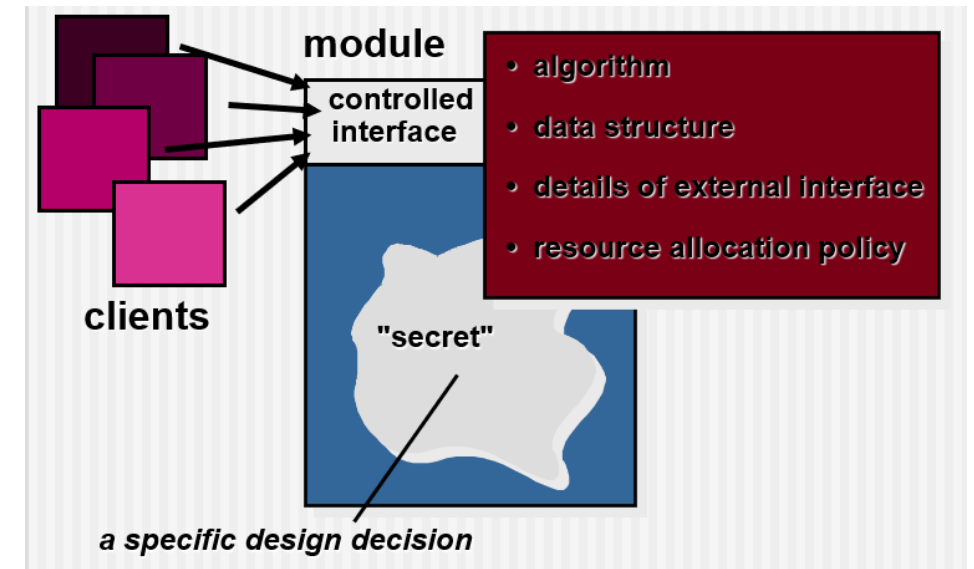 module
controlled
interface
• algorithm
• data structure
• details of external interface
• resource allocation policy
clients
"secret"
a specific design decision